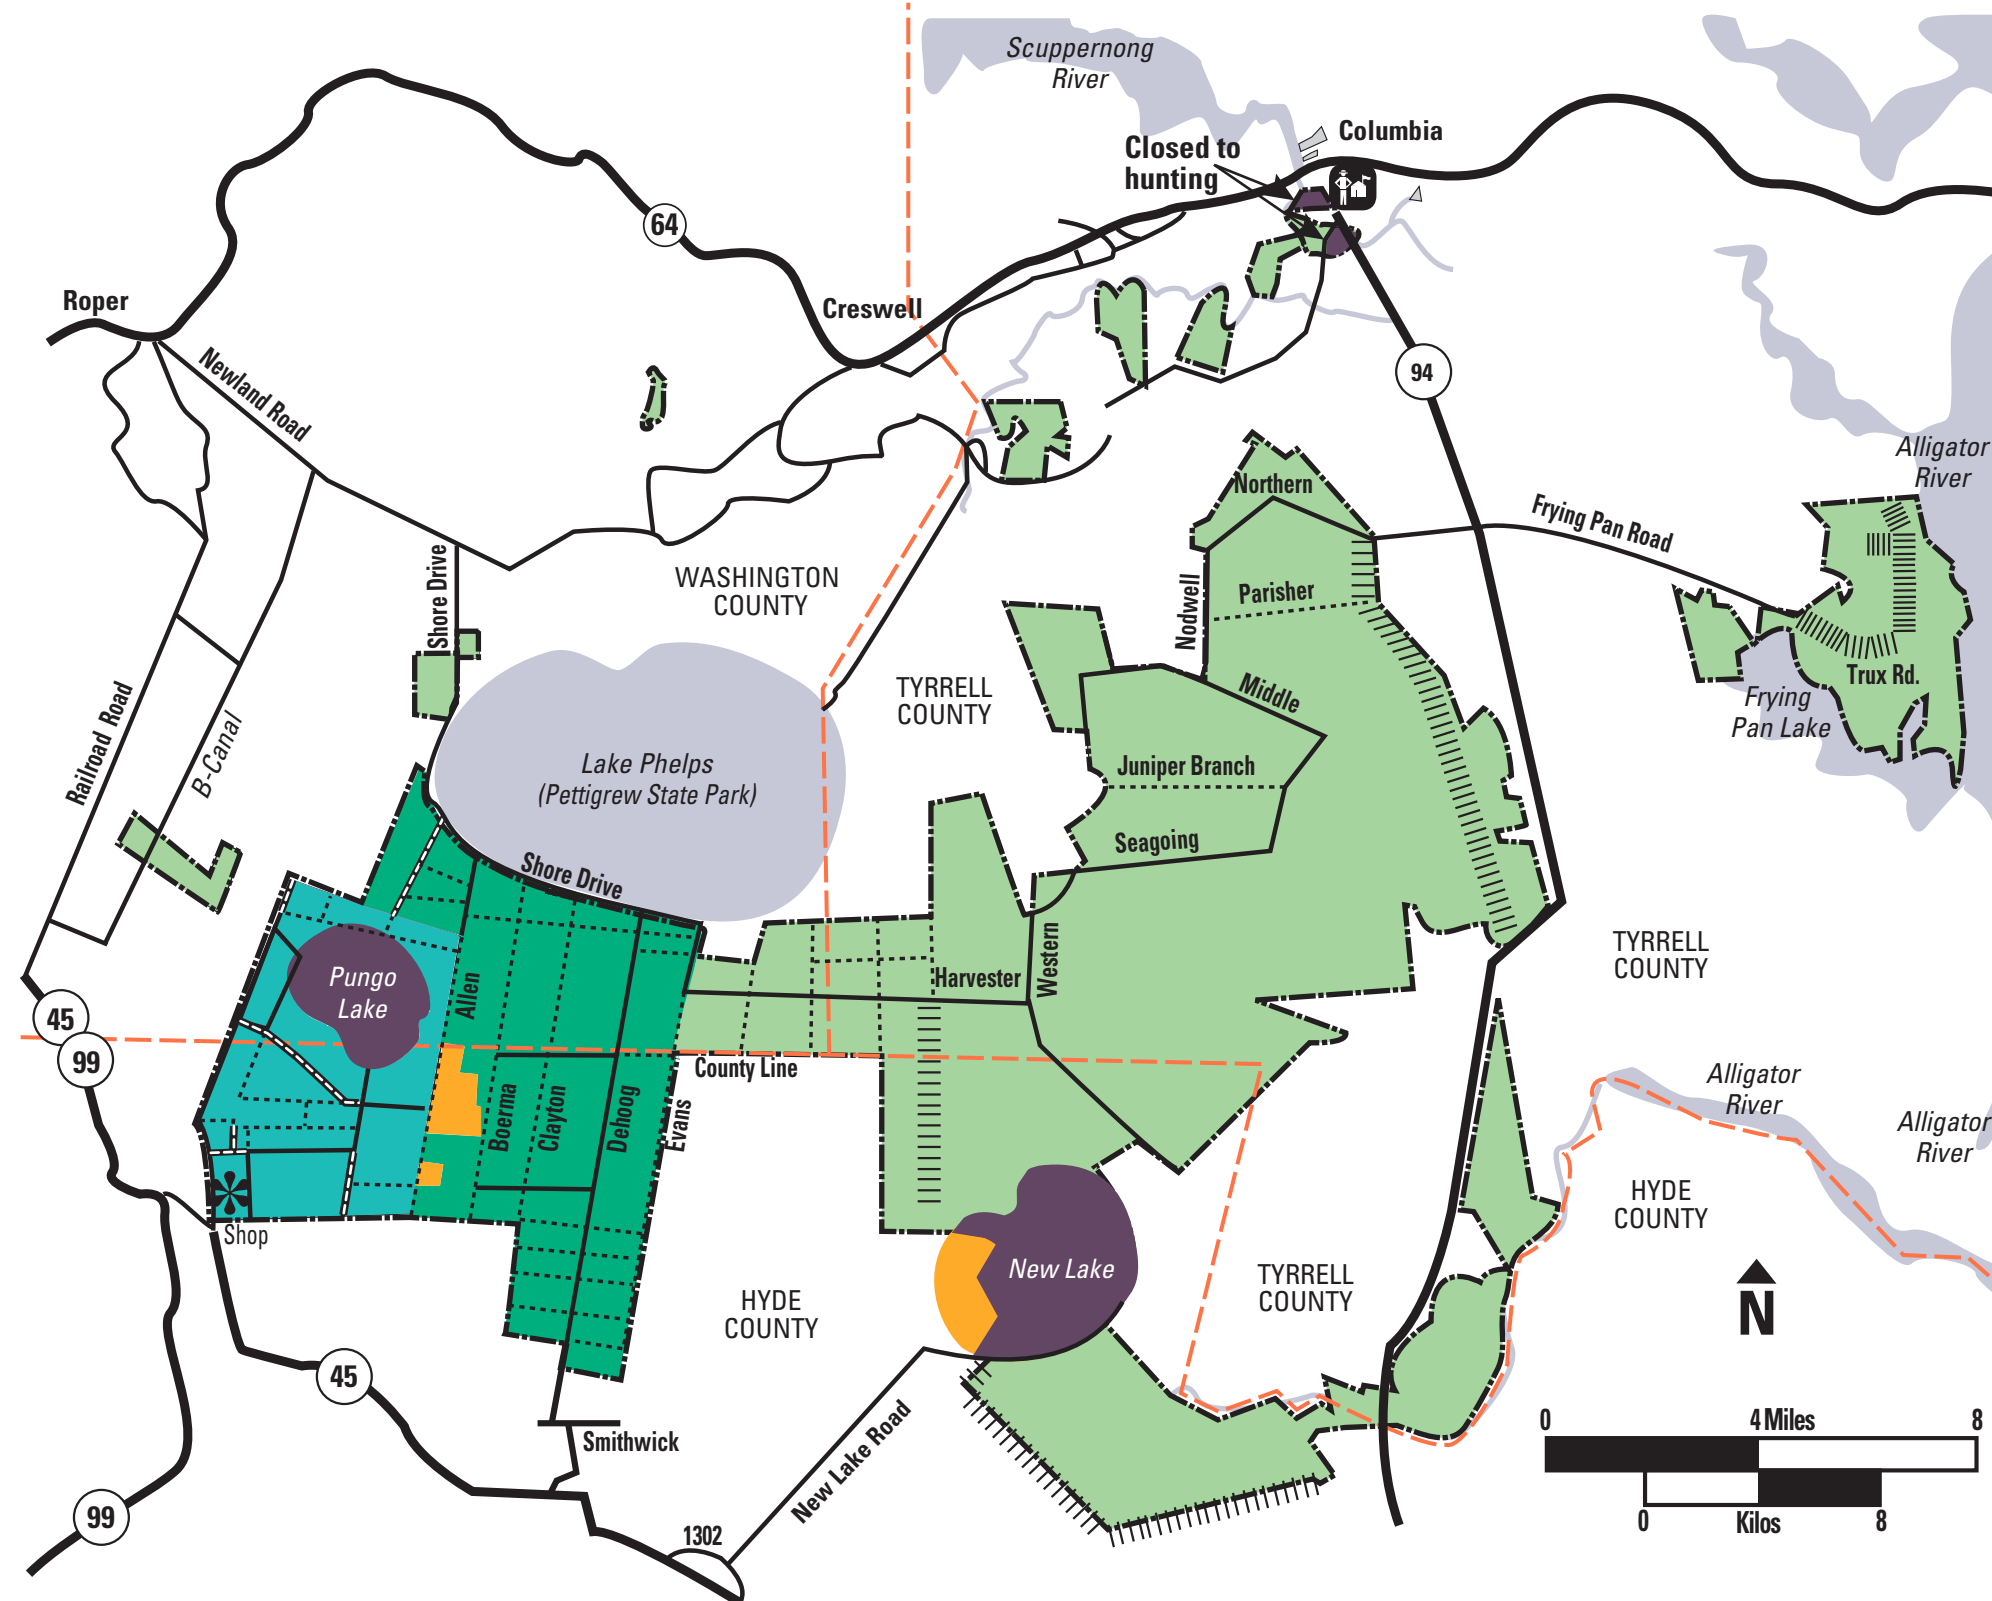 Scuppernong
River
Columbia
Closed to
hunting
64
Roper
Creswell
Newland Road
94
Alligator
River
Northern
Frying Pan Road
Shore Drive
WASHINGTON
COUNTY
Parisher
Nodwell
Trux Rd.
Middle
TYRRELL
COUNTY
Frying
Pan Lake
Railroad Road
B-Canal
Lake Phelps
(Pettigrew State Park)
Juniper Branch
Seagoing
Shore Drive
TYRRELL
COUNTY
Pungo
Lake
Allen
Harvester
Western
45
99
County Line
Alligator
River
Boerma
Clayton
Dehoog
Evans
Alligator
River
HYDE
COUNTY
Shop
New Lake
TYRRELL
COUNTY
HYDE
COUNTY
N
45
0 4 Miles 8
Smithwick
New Lake Road
99
0 Kilos 8
1302